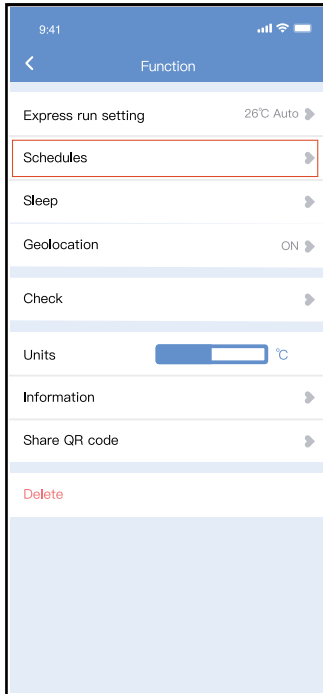 9:41
Function
Express run setting 26℃ Auto
Schedules
Sleep
Geolocation ON
Check
Units ℃
Information
Share QR code
Delete